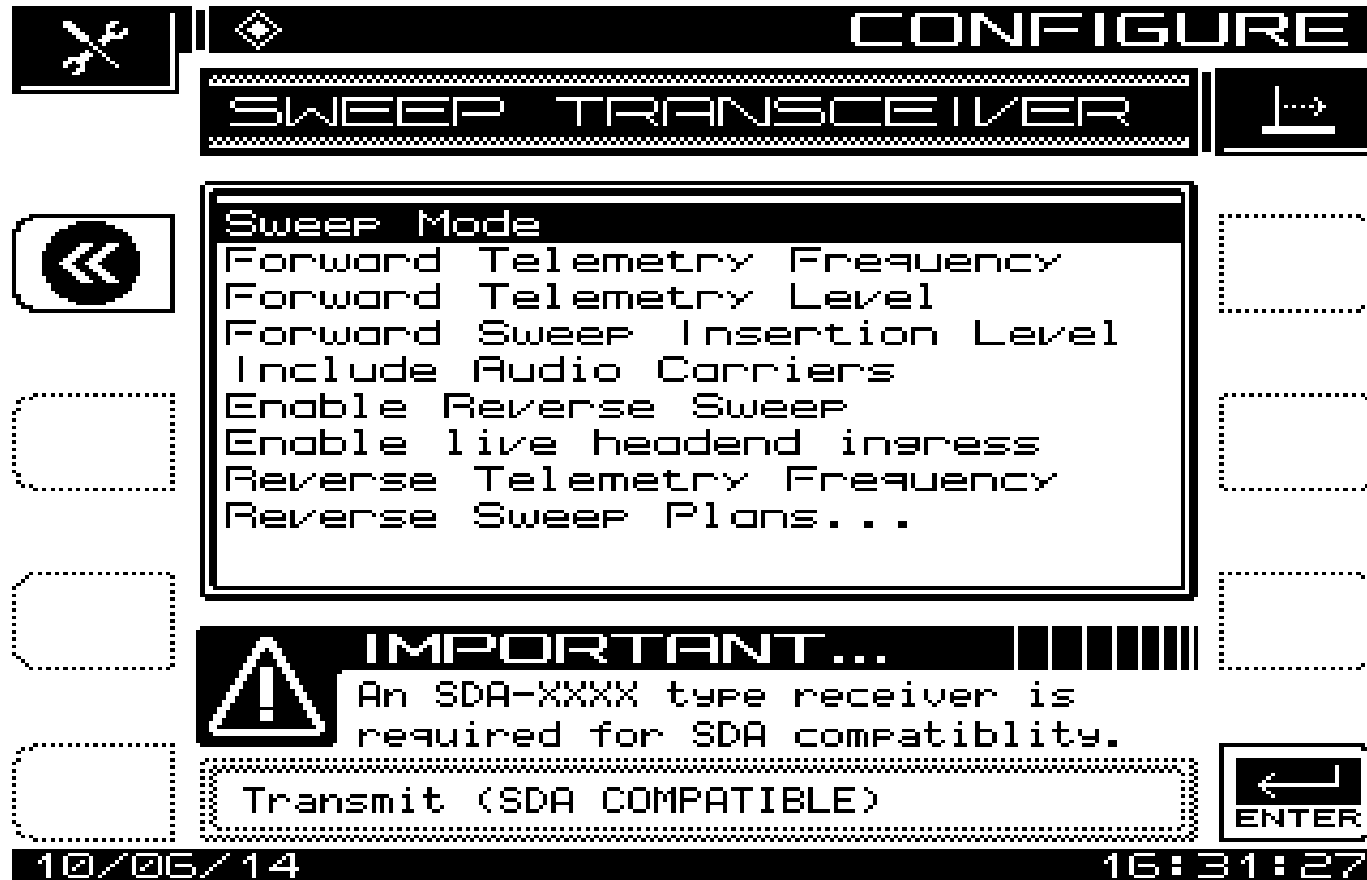 CONFIGURE
SWEEP TRANSCEIVER
Sweep Mode
Forward Telemetry Frequency
Forward Telemetry Level
Forward Sweep Insertion Level
Include Audio Carriers
Enable Reverse Sweep
Enable live headend ingress
Reverse Telemetry Frequency
Reverse Sweep Plans...
IMPORTANT...
An SDA-XXXX type receiver is
required for SDA compatiblity.
Transmit (SDA COMPATIBLE)
ENTER
10/06/14 16:31:27